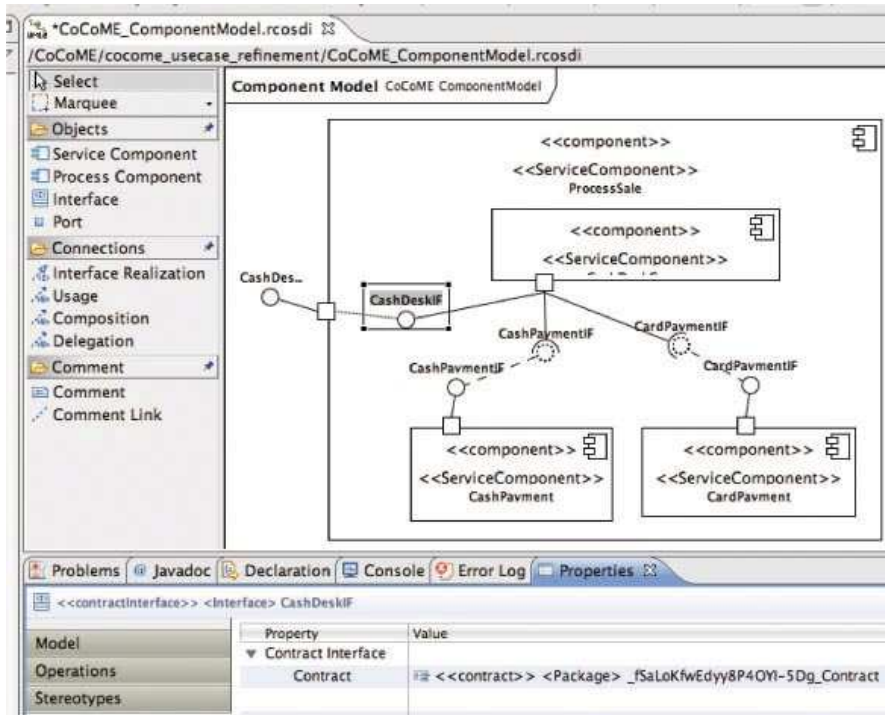 *CoCoME_ComponentModel.rcosdi
/CoCoME/cocome_usecase_refinement/CoCoME_ComponentModel.rcosdi
Select
Marquee
Objects
Service Component
Process Component
Interface
Port
Connections
Interface Realization
Usage
Composition
Delegation
Comment
Comment
Comment Link
Component Model CoCoME ComponentModel
<<component>>
<<ServiceComponent>>
ProcessSale
<<component>>
<<ServiceComponent>>
CashDes...
CashDeskIF
CashPaymentIF
CardPaymentIF
CashPaymentIF
CardPaymentIF
<<component>>
<<ServiceComponent>>
CashPayment
<<component>>
<<ServiceComponent>>
CardPayment
Problems @ Javadoc Declaration Console Error Log Properties
<<contractInterface>> <Interface> CashDeskIF
Model
Operations
Stereotypes
Property Value
Contract Interface
Contract <<contract>> <Package> _fSaLoKfwEdyy8P4OYI-5Dg_Contract